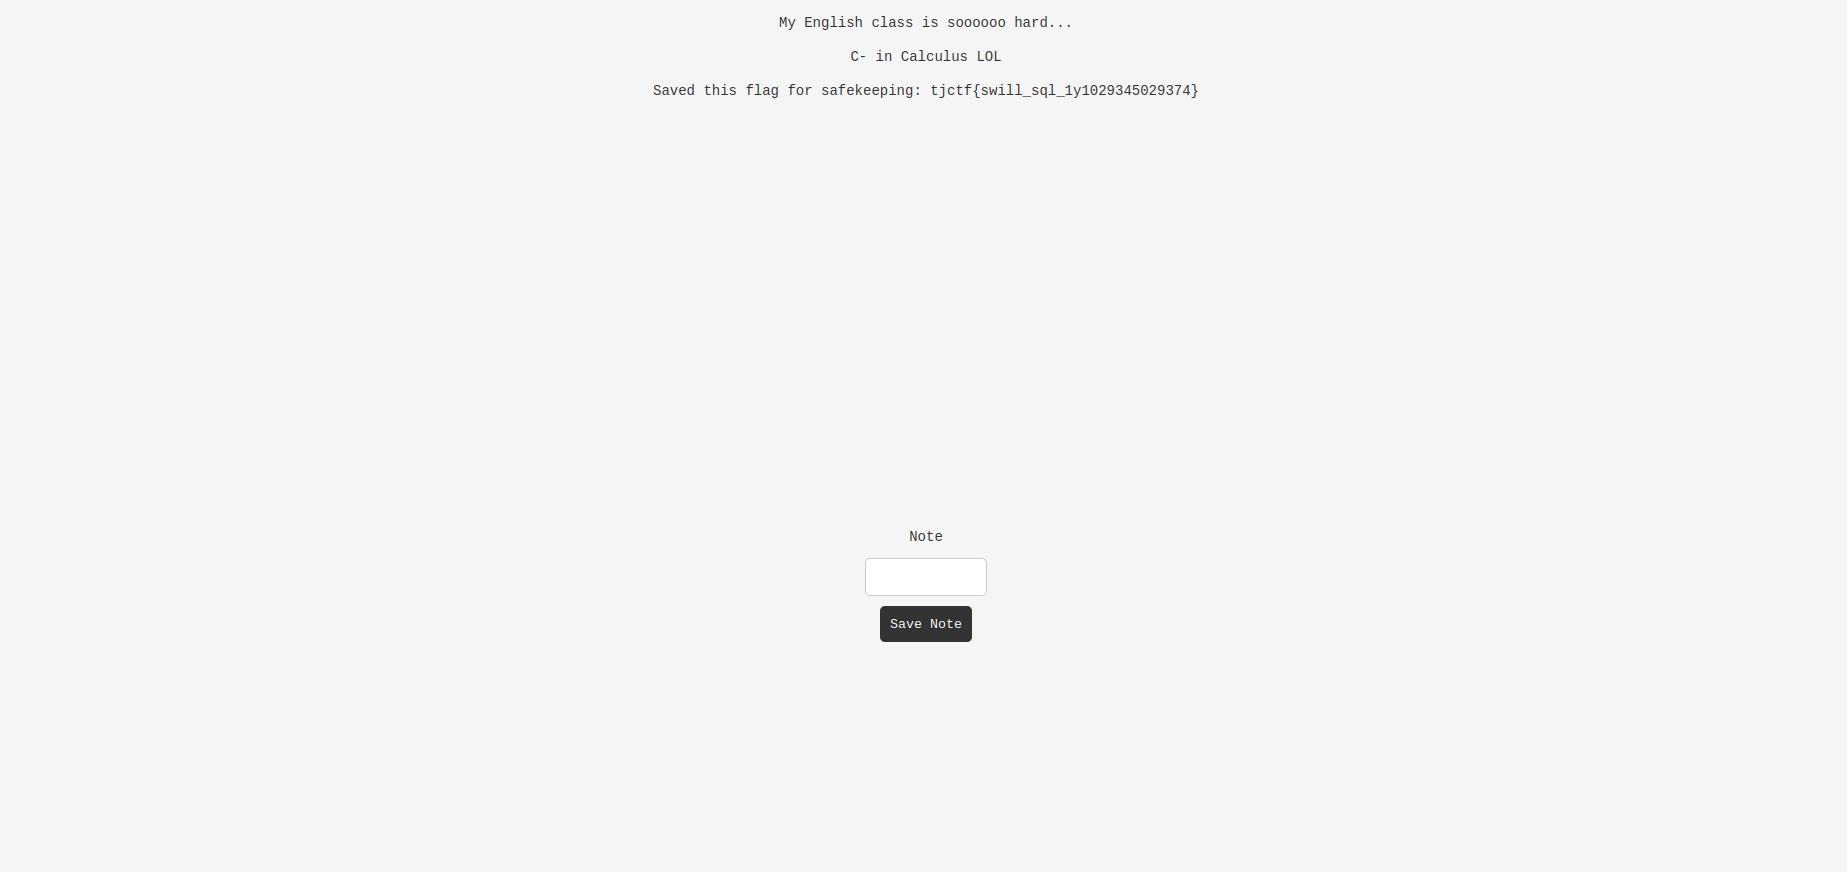 My English class is soooooo hard...
C- in Calculus LOL
Saved this flag for safekeeping: tjctf{swill_sql_1y1029345029374}
Note
Save Note